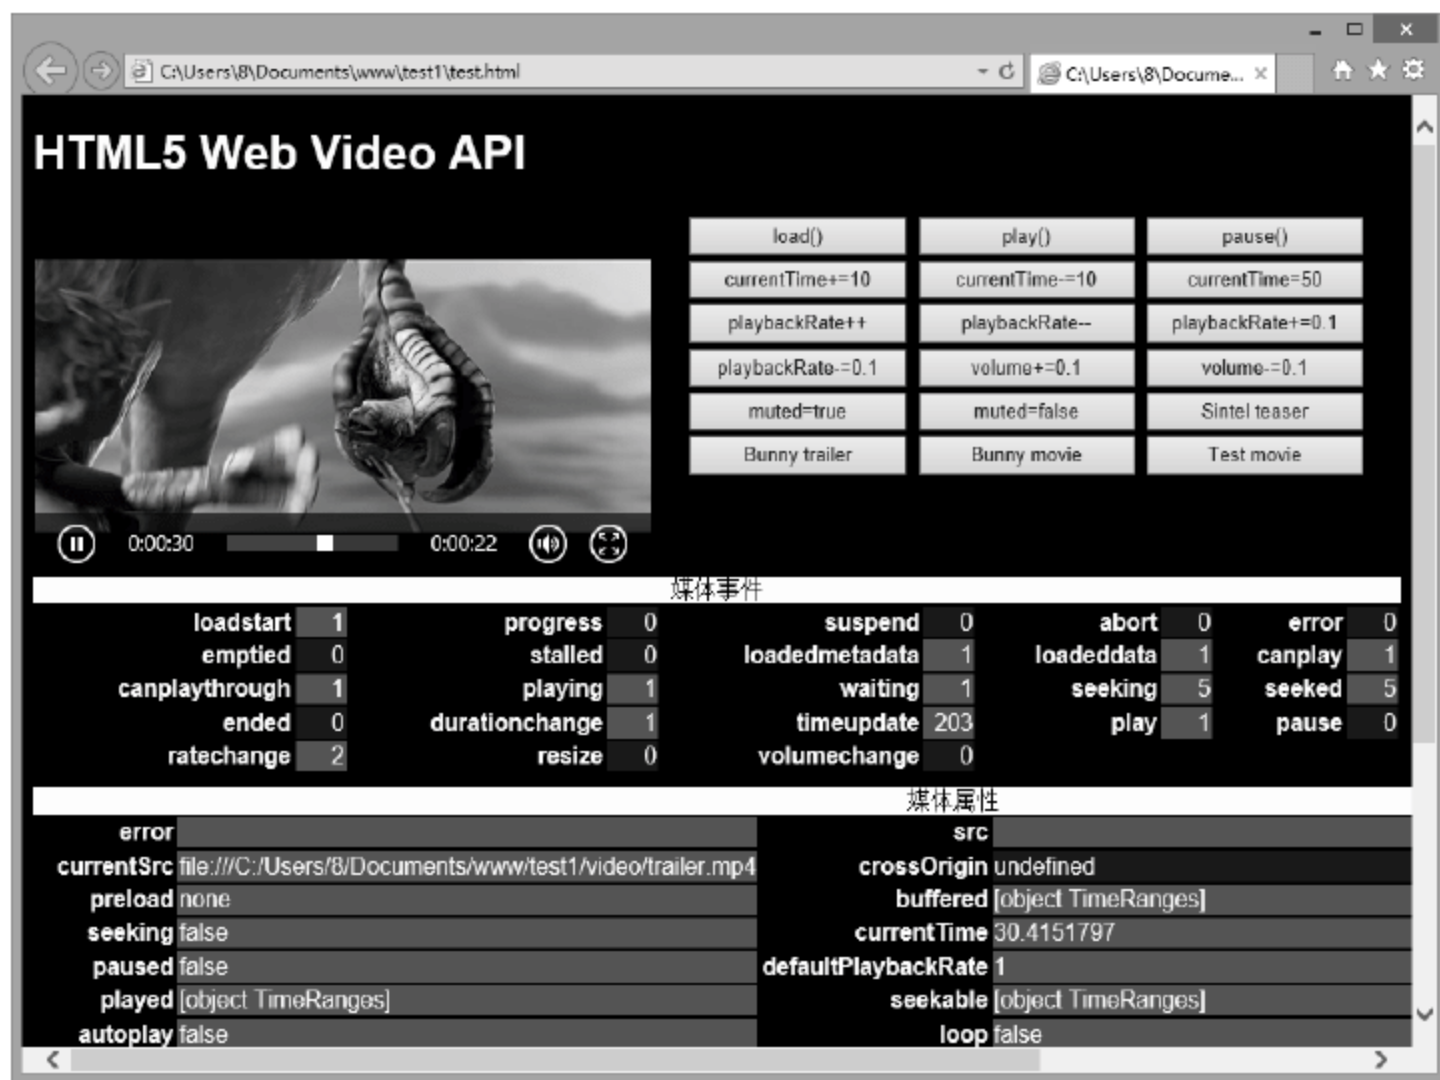 C:\Users\8\Documents\www\test1\test.html
C:\Users\8\Docume...
HTML5 Web Video API
load() play() pause()
currentTime+=10 currentTime-=10 currentTime=50
playbackRate++ playbackRate-- playbackRate+=0.1
playbackRate-=0.1 volume+=0.1 volume-=0.1
muted=true muted=false Sintel teaser
Bunny trailer Bunny movie Test movie
0:00:30 0:00:22
媒体事件
loadstart 1 progress 0 suspend 0 abort 0 error 0
emptied 0 stalled 0 loadedmetadata 1 loadeddata 1 canplay 1
canplaythrough 1 playing 1 waiting 1 seeking 5 seeked 5
ended 0 durationchange 1 timeupdate 203 play 1 pause 0
ratechange 2 resize 0 volumechange 0
媒体属性
error src
currentSrc file:///C:/Users/8/Documents/www/test1/video/trailer.mp4 crossOrigin undefined
preload none buffered [object TimeRanges]
seeking false currentTime 30.4151797
paused false defaultPlaybackRate 1
played [object TimeRanges] seekable [object TimeRanges]
autoplay false loop false